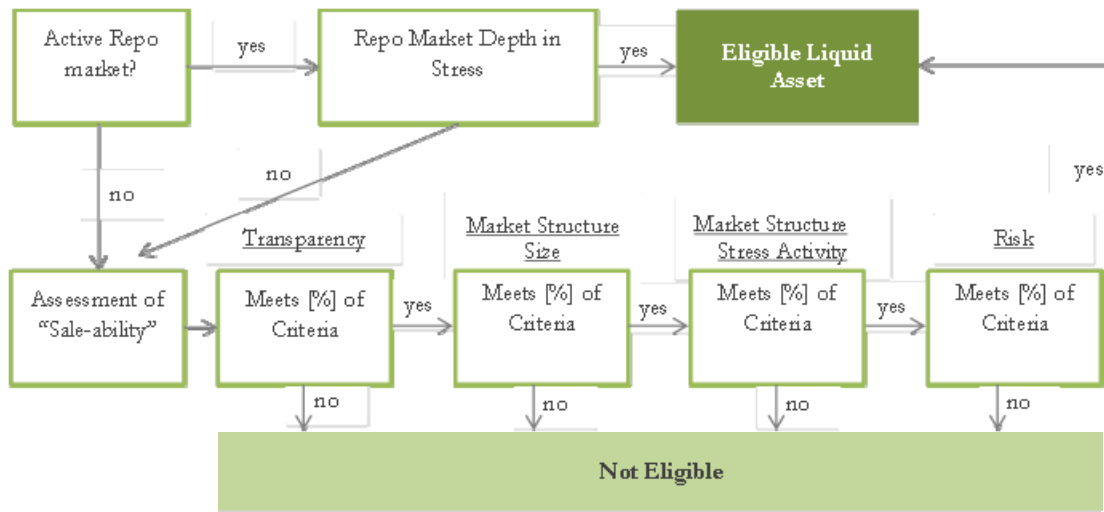 Active Repo
market?
yes
Repo Market Depth in
Stress
yes
Eligible Liquid
Asset
no
no
yes
Transparency
Market Structure
Size
Market Structure
Stress Activity
Risk
Assessment of
“Sale-ability”
Meets [%] of
Criteria
yes
Meets [%] of
Criteria
yes
Meets [%] of
Criteria
yes
Meets [%] of
Criteria
no
no
no
no
Not Eligible